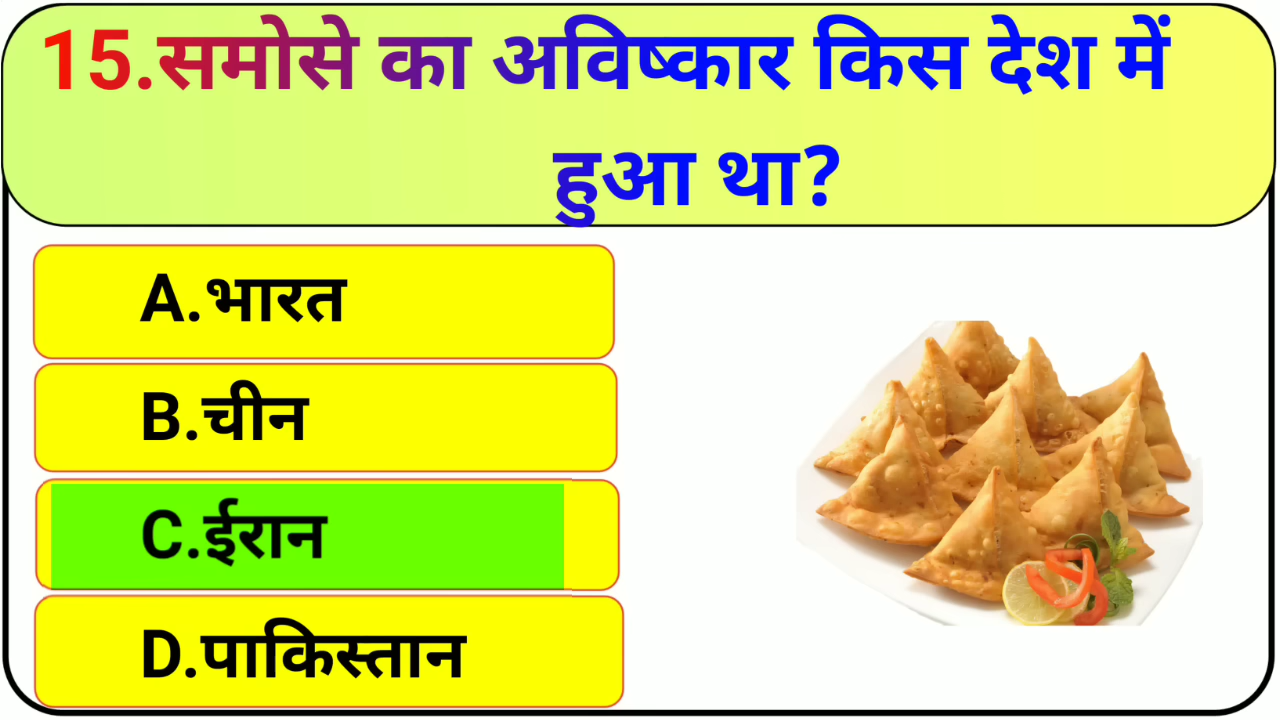 15.समोसे का अविष्कार किस देश में
हुआ था?
A.भारत
B.चीन
C.ईरान
D.पाकिस्तान